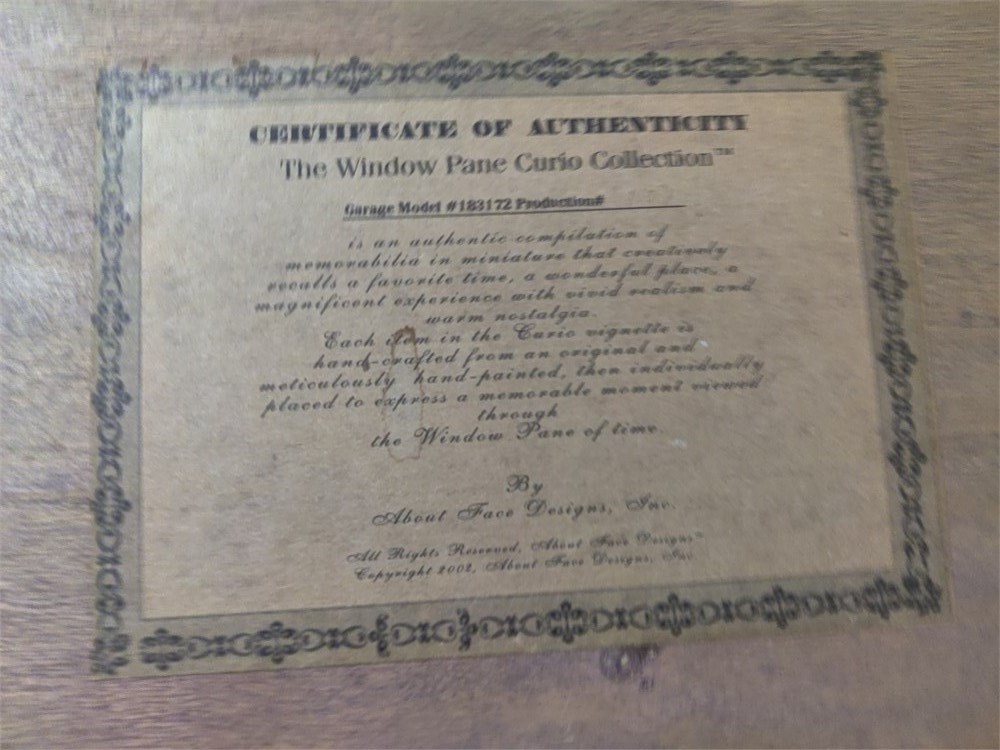 CERTIFICATE OF AUTHENTICITY
The Window Pane Curio Collection™
Garage Model #183172 Production#
is an authentic compilation of
memorabilia in miniature that creatively
recalls a favorite time, a wonderful place, a
magnificent experience with vivid realism and
warm nostalgia.
Each item in the Curio vignette is
hand-crafted from an original and
meticulously hand-painted, then individually
placed to express a memorable moment viewed
through
the Window Pane of time.
By
About Face Designs, Inc.
All Rights Reserved, About Face Designs™
Copyright 2002, About Face Designs, Inc